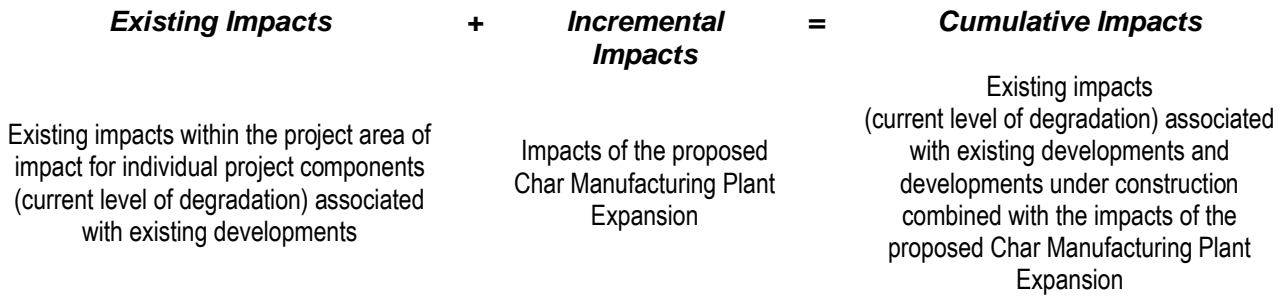 Existing Impacts + Incremental Impacts = Cumulative Impacts
Existing impacts within the project area of
impact for individual project components
(current level of degradation) associated
with existing developments
Impacts of the proposed
Char Manufacturing Plant
Expansion
Existing impacts
(current level of degradation) associated
with existing developments and
developments under construction
combined with the impacts of the
proposed Char Manufacturing Plant
Expansion